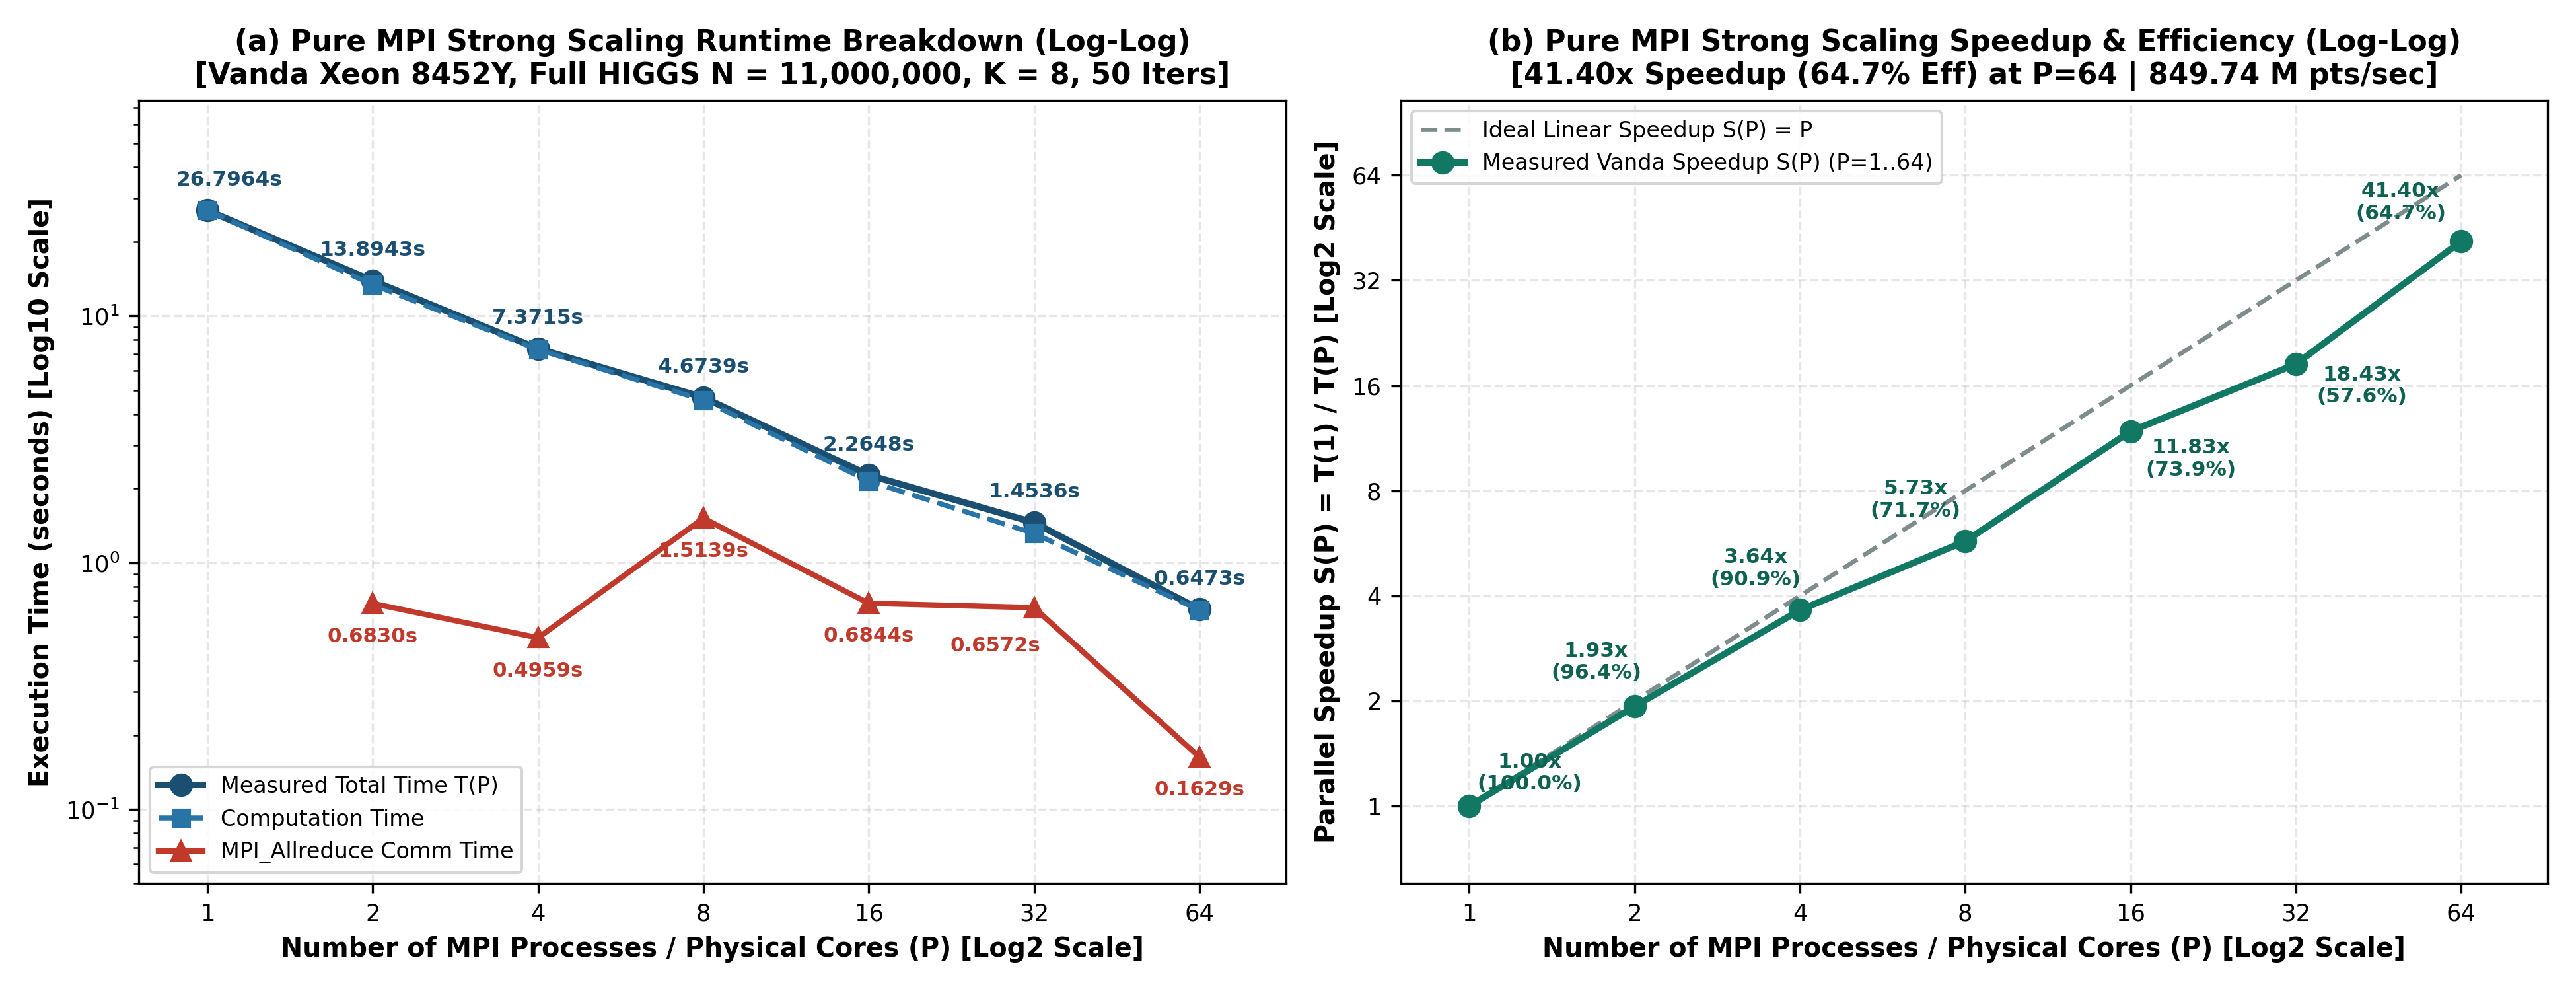 (a) Pure MPI Strong Scaling Runtime Breakdown (Log-Log)
[Vanda Xeon 8452Y, Full HIGGS N = 11,000,000, K = 8, 50 Iters]
Execution Time (seconds) [Log10 Scale]
10¹
10⁰
10⁻¹
26.7964s
13.8943s
7.3715s
4.6739s
2.2648s
1.4536s
0.6473s
0.6830s
0.4959s
1.5139s
0.6844s
0.6572s
0.1629s
Measured Total Time T(P)
Computation Time
MPI_Allreduce Comm Time
1 2 4 8 16 32 64
Number of MPI Processes / Physical Cores (P) [Log2 Scale]
(b) Pure MPI Strong Scaling Speedup & Efficiency (Log-Log)
[41.40x Speedup (64.7% Eff) at P=64 | 849.74 M pts/sec]
Parallel Speedup S(P) = T(1) / T(P) [Log2 Scale]
Ideal Linear Speedup S(P) = P
Measured Vanda Speedup S(P) (P=1..64)
64
32
16
8
4
2
1
1.00x
(100.0%)
1.93x
(96.4%)
3.64x
(90.9%)
5.73x
(71.7%)
11.83x
(73.9%)
18.43x
(57.6%)
41.40x
(64.7%)
1 2 4 8 16 32 64
Number of MPI Processes / Physical Cores (P) [Log2 Scale]